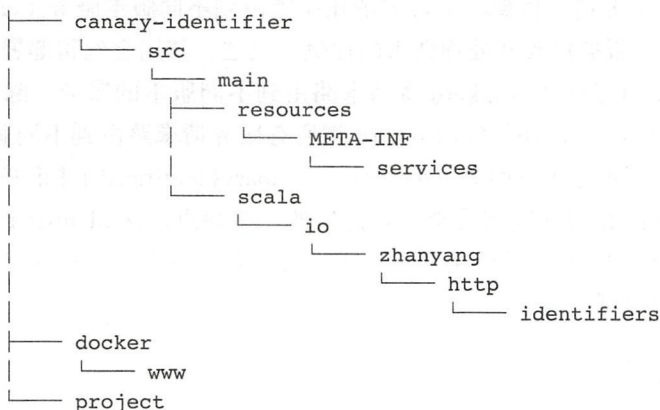 canary-identifier
src
main
resources
META-INF
services
scala
io
zhanyang
http
identifiers
docker
www
project